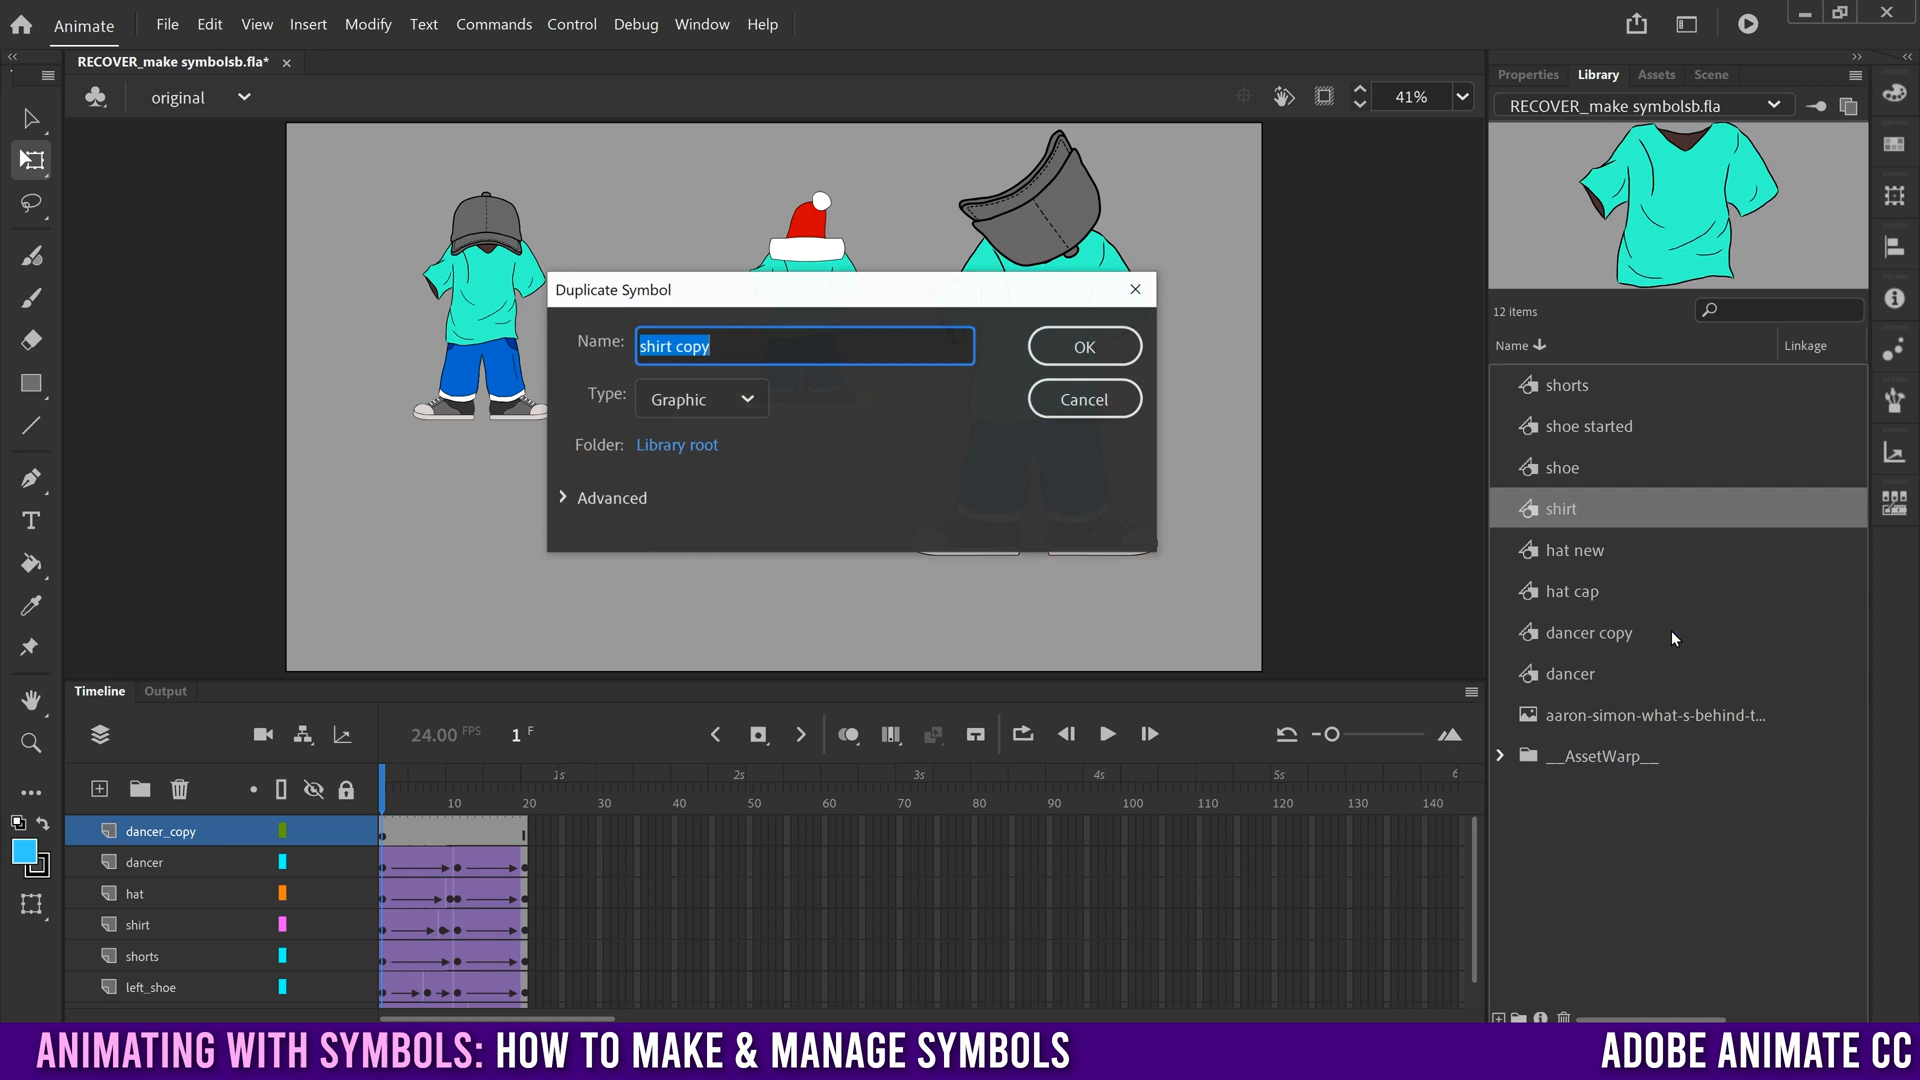 Animate File Edit View Insert Modify Text Commands Control Debug Window Help
RECOVER_make symbolsb.fla*
original
41%
Properties Library Assets Scene
RECOVER_make symbolsb.fla
12 items
Name Linkage
shorts
shoe started
shoe
shirt
hat new
hat cap
dancer copy
dancer
aaron-simon-what-s-behind-t...
__AssetWarp__
Duplicate Symbol
Name: shirt copy OK
Type: Graphic Cancel
Folder: Library root
Advanced
Timeline Output
24.00 FPS 1 F
1s 2s 3s 4s 5s 6
10 20 30 40 50 60 70 80 90 100 110 120 130 140
dancer_copy
dancer
hat
shirt
shorts
left_shoe
ANIMATING WITH SYMBOLS: HOW TO MAKE & MANAGE SYMBOLS ADOBE ANIMATE CC